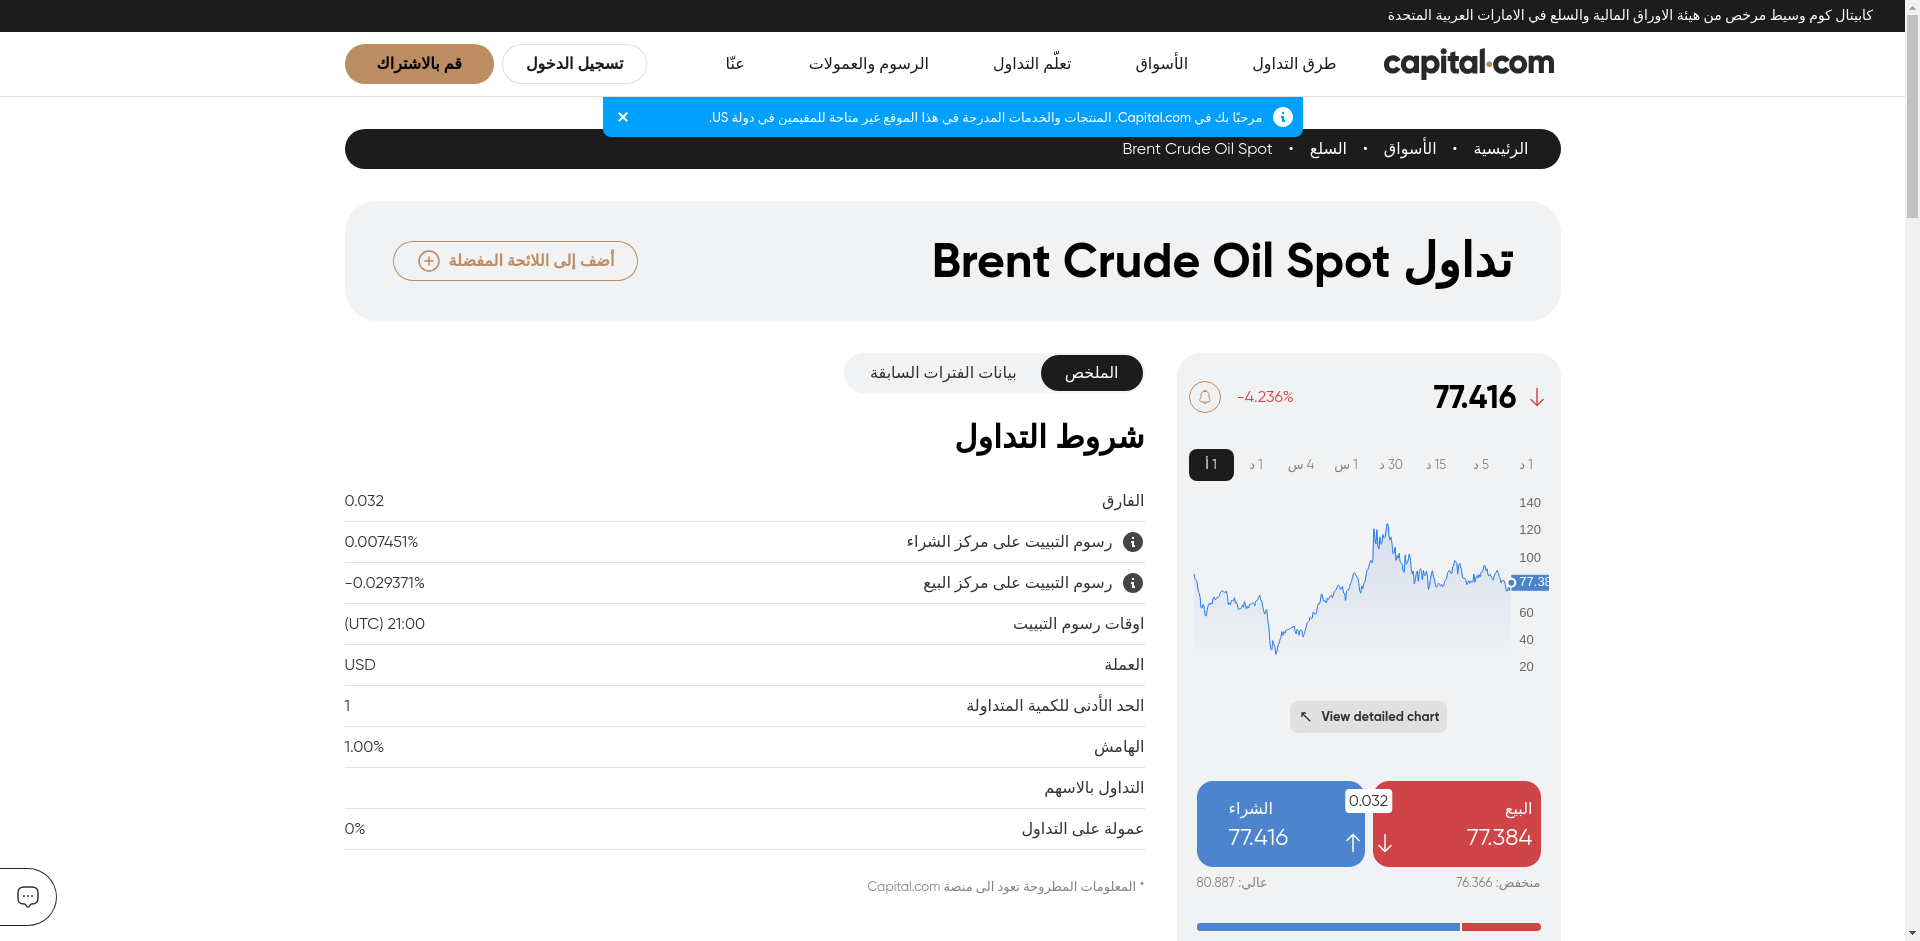 كابيتال كوم وسيط مرخص من هيئة الاوراق المالية والسلع في الامارات العربية المتحدة
capital.com
طرق التداول
الأسواق
تعلّم التداول
الرسوم والعمولات
عنّا
تسجيل الدخول
قم بالاشتراك
مرحبًا بك في Capital.com. المنتجات والخدمات المدرجة في هذا الموقع غير متاحة للمقيمين في دولة US.
الرئيسية • الأسواق • السلع • Brent Crude Oil Spot
تداول Brent Crude Oil Spot
أضف إلى اللائحة المفضلة
77.416
-4.236%
1 د
5 د
15 د
30 د
1 س
4 س
1 د
1 أ
140
120
100
77.38
60
40
20
View detailed chart
البيع
77.384
0.032
الشراء
77.416
منخفض: 76.366
عالي: 80.887
الملخص
بيانات الفترات السابقة
شروط التداول
الفارق 0.032
رسوم التبييت على مركز الشراء 0.007451%
رسوم التبييت على مركز البيع -0.029371%
اوقات رسوم التبييت 21:00 (UTC)
العملة USD
الحد الأدنى للكمية المتداولة 1
الهامش 1.00%
التداول بالاسهم
عمولة على التداول 0%
* المعلومات المطروحة تعود الى منصة Capital.com